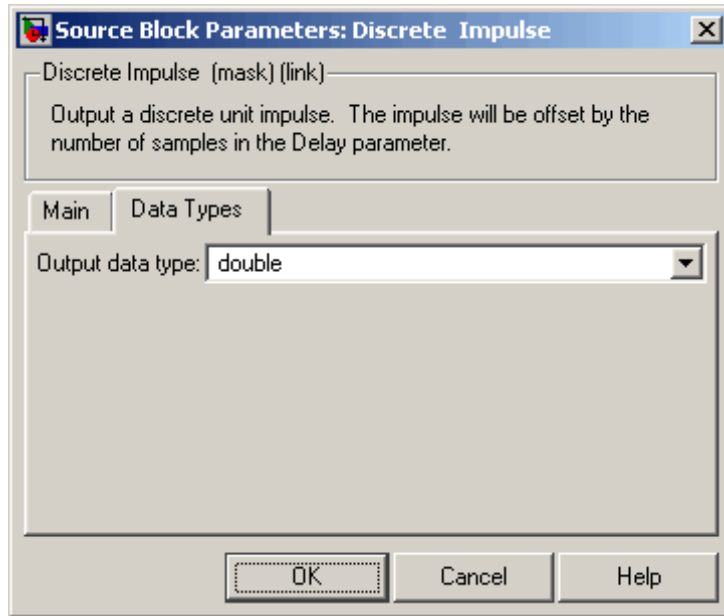 Source Block Parameters: Discrete Impulse
Discrete Impulse (mask) (link)
Output a discrete unit impulse. The impulse will be offset by the
number of samples in the Delay parameter.
Main
Data Types
Output data type: double
OK
Cancel
Help